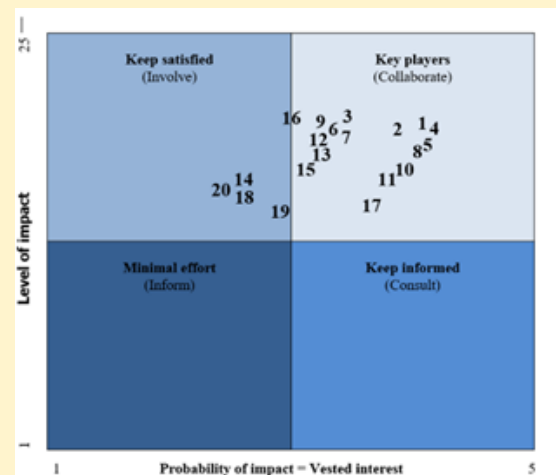 25
Level of impact
1
Keep satisfied
(Involve)
Key players
(Collaborate)
16
9
3
6
12
7
13
15
2
1
4
8
5
10
11
17
14
20
18
19
Minimal effort
(Inform)
Keep informed
(Consult)
1
Probability of impact = Vested interest
5